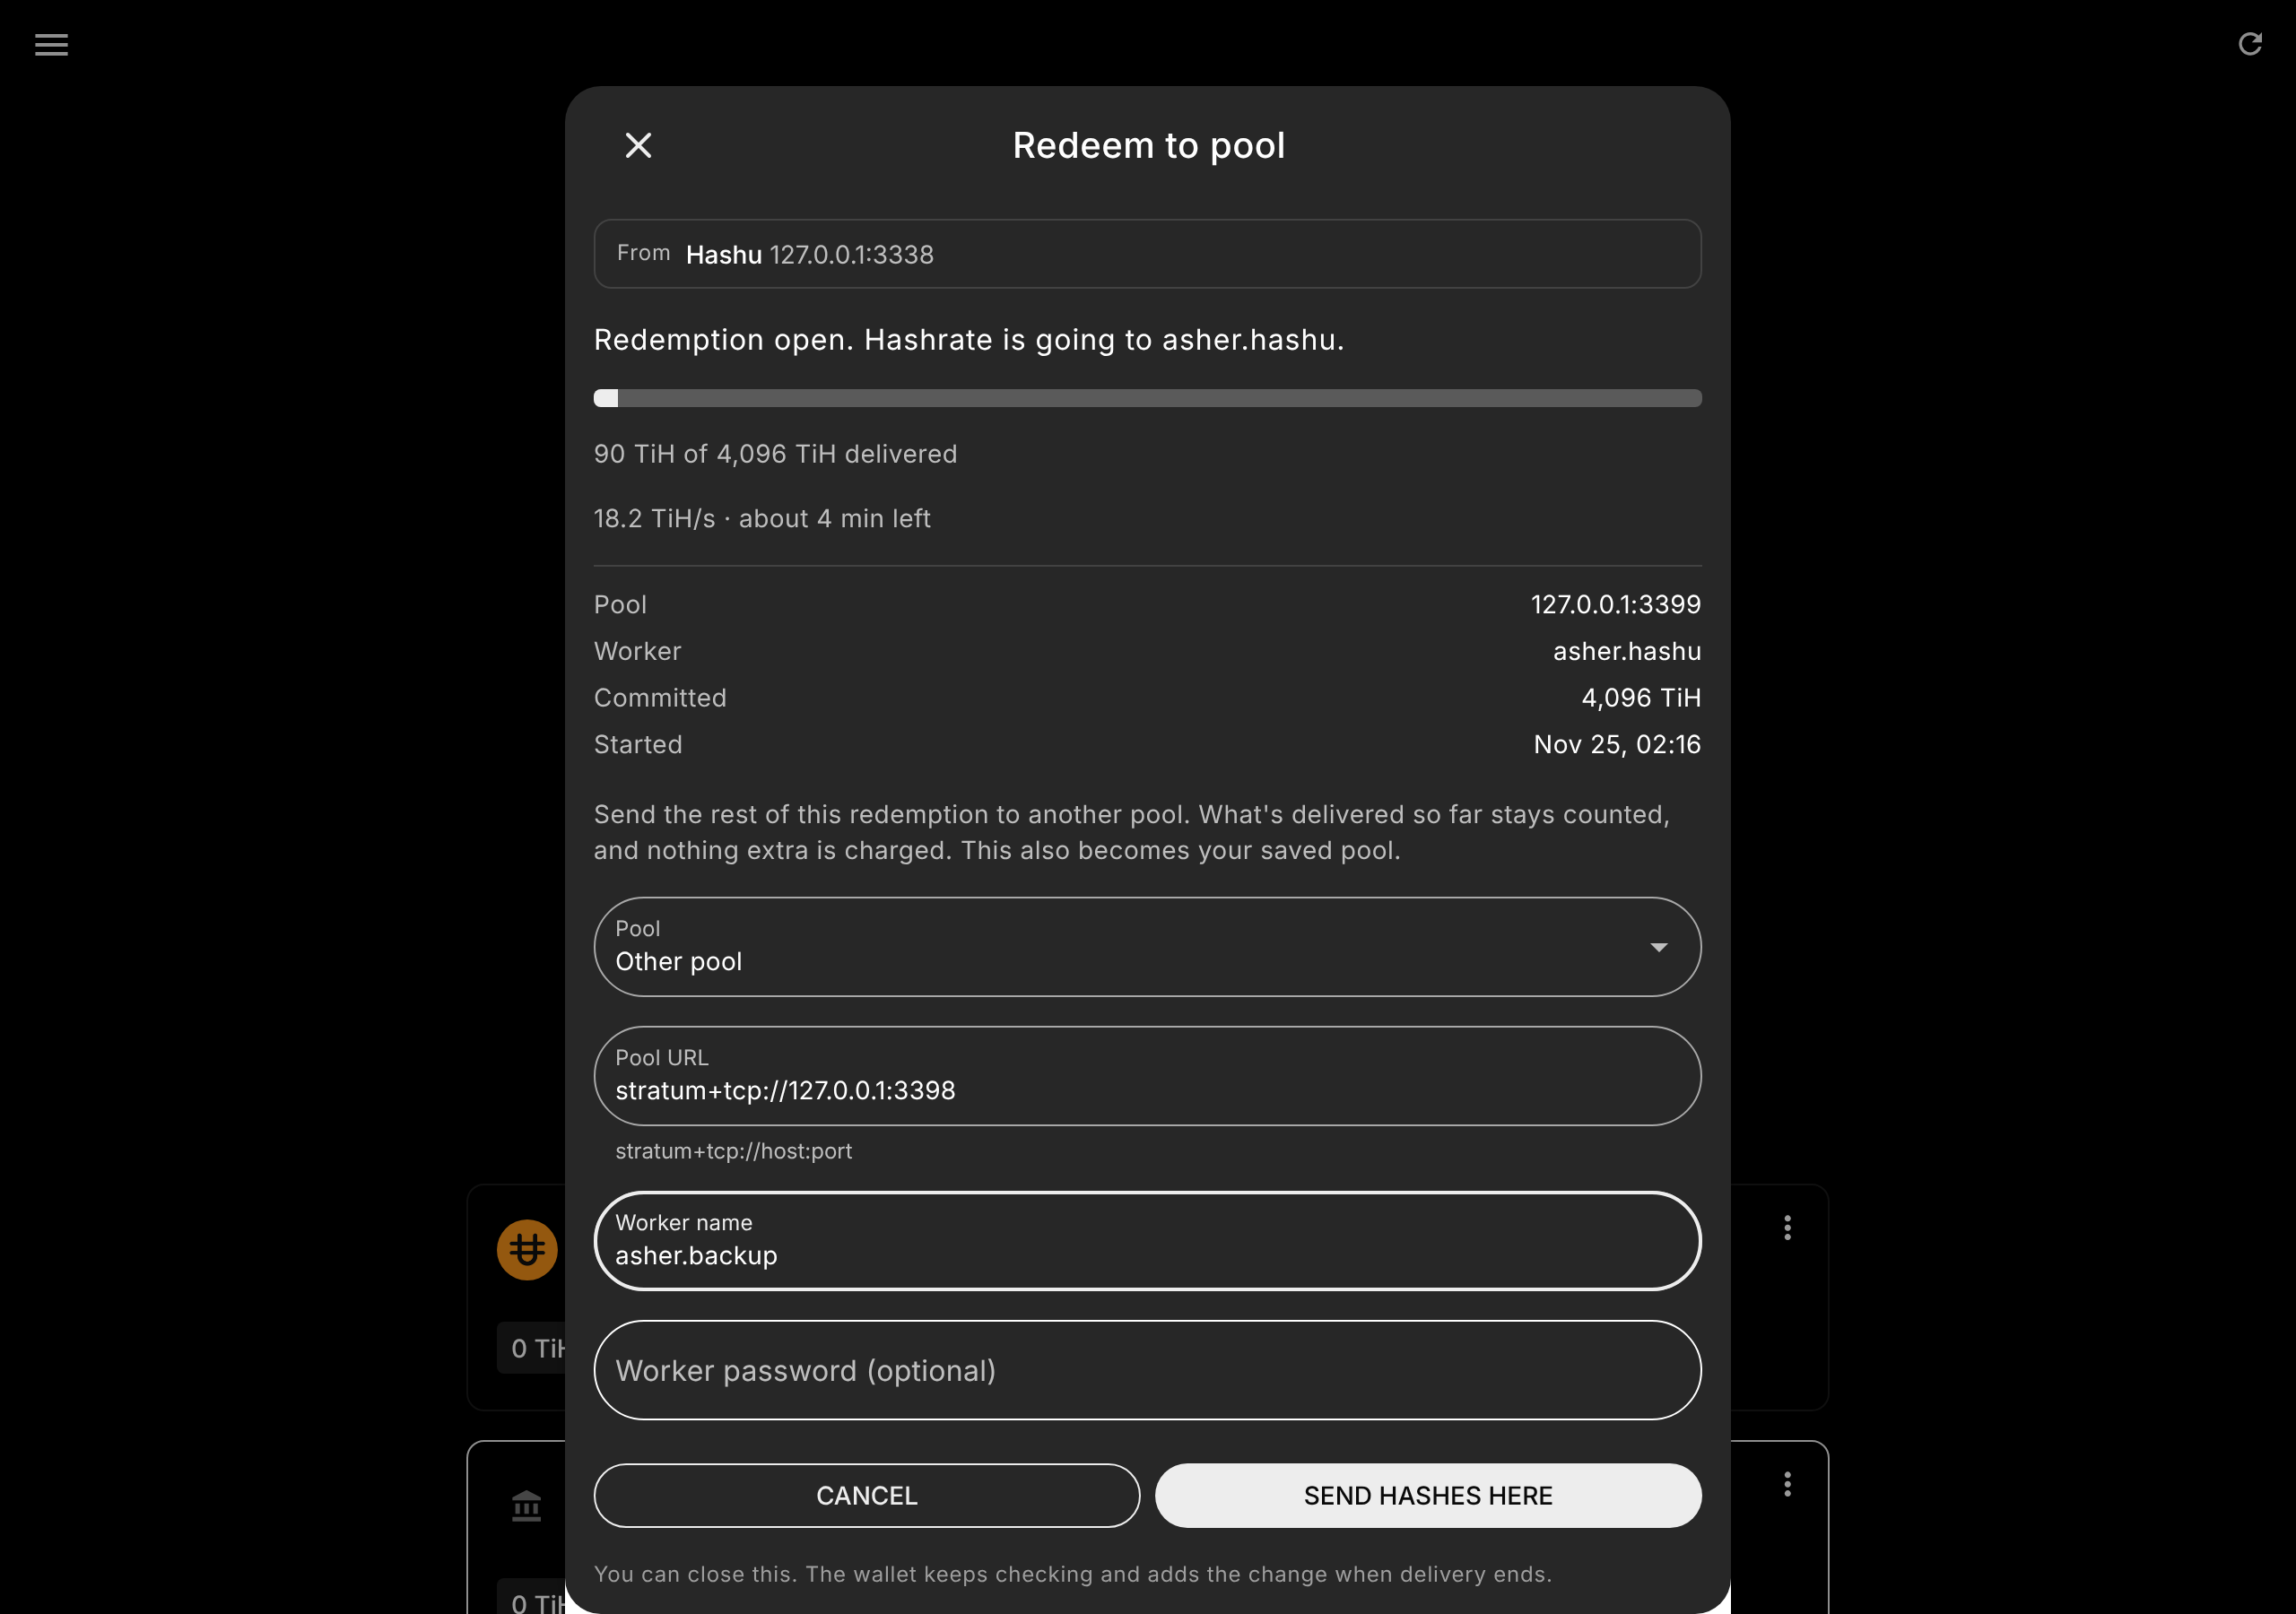 Redeem to pool
From Hashu 127.0.0.1:3338
Redemption open. Hashrate is going to asher.hashu.
90 TiH of 4,096 TiH delivered
18.2 TiH/s · about 4 min left
Pool 127.0.0.1:3399
Worker asher.hashu
Committed 4,096 TiH
Started Nov 25, 02:16
Send the rest of this redemption to another pool. What's delivered so far stays counted,
and nothing extra is charged. This also becomes your saved pool.
Pool
Other pool
Pool URL
stratum+tcp://127.0.0.1:3398
stratum+tcp://host:port
Worker name
asher.backup
0 TiH
Worker password (optional)
CANCEL SEND HASHES HERE
You can close this. The wallet keeps checking and adds the change when delivery ends.
0 TiH